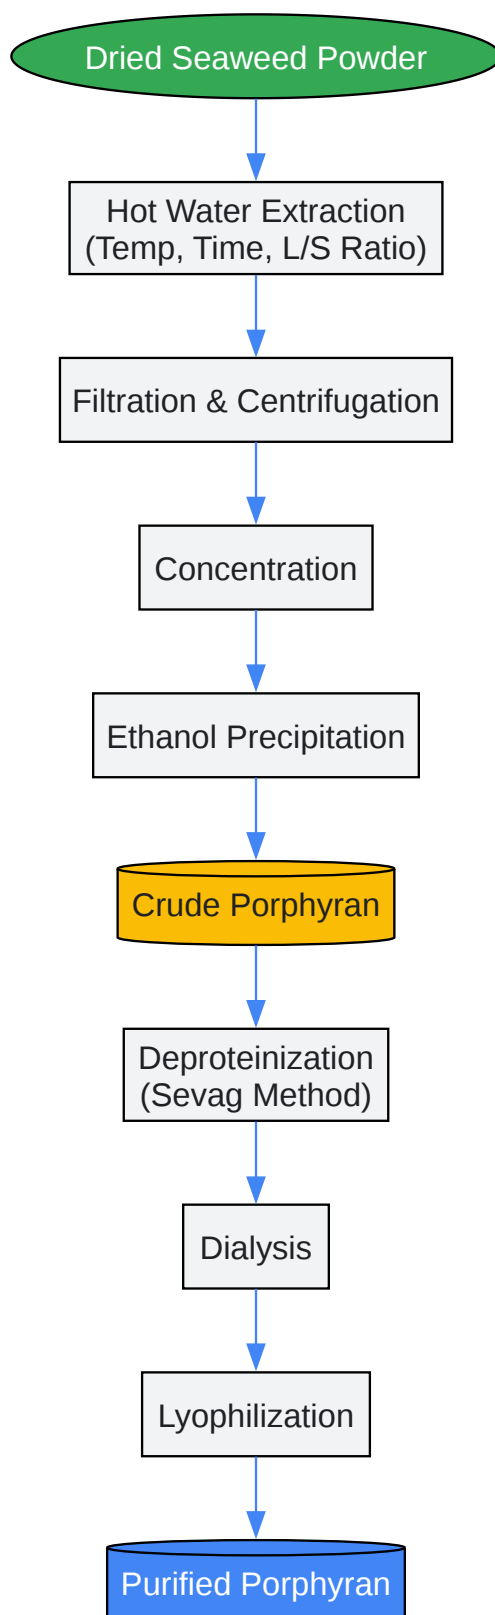 Dried Seaweed Powder
Hot Water Extraction
(Temp, Time, L/S Ratio)
Filtration & Centrifugation
Concentration
Ethanol Precipitation
Crude Porphyran
Deproteinization
(Sevag Method)
Dialysis
Lyophilization
Purified Porphyran